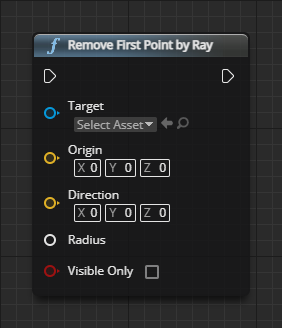 f Remove First Point by Ray
Target
Select Asset
Origin
X 0 Y 0 Z 0
Direction
X 0 Y 0 Z 0
Radius
Visible Only